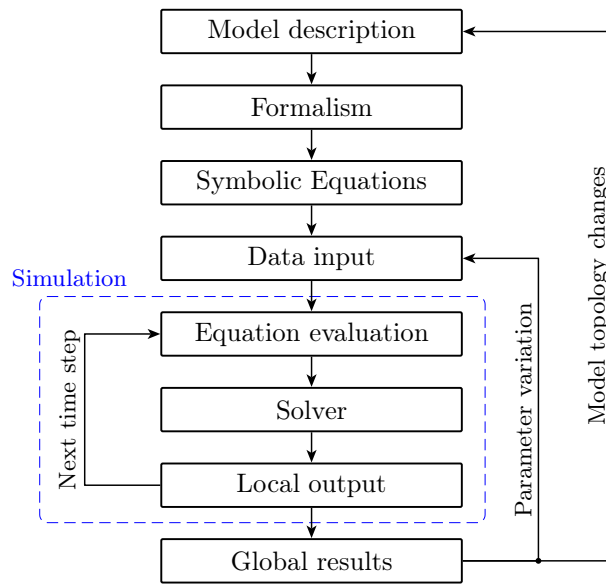 Model description
Formalism
Symbolic Equations
Data input
Simulation
Equation evaluation
Solver
Local output
Global results
Next time step
Parameter variation
Model topology changes